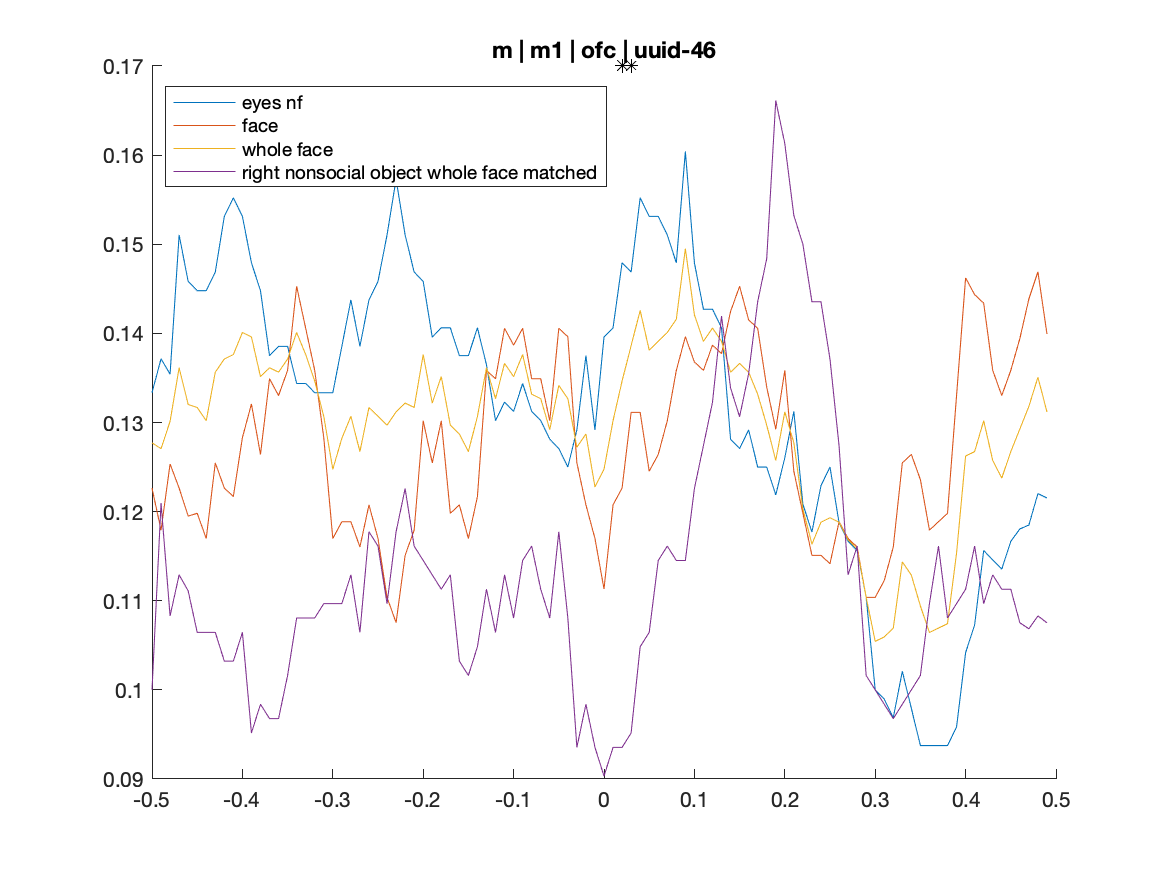 m | m1 | ofc | uuid-46
0.17
eyes nf
face
whole face
right nonsocial object whole face matched
0.16
0.15
0.14
0.13
0.12
0.11
0.1
0.09
-0.5 -0.4 -0.3 -0.2 -0.1 0 0.1 0.2 0.3 0.4 0.5